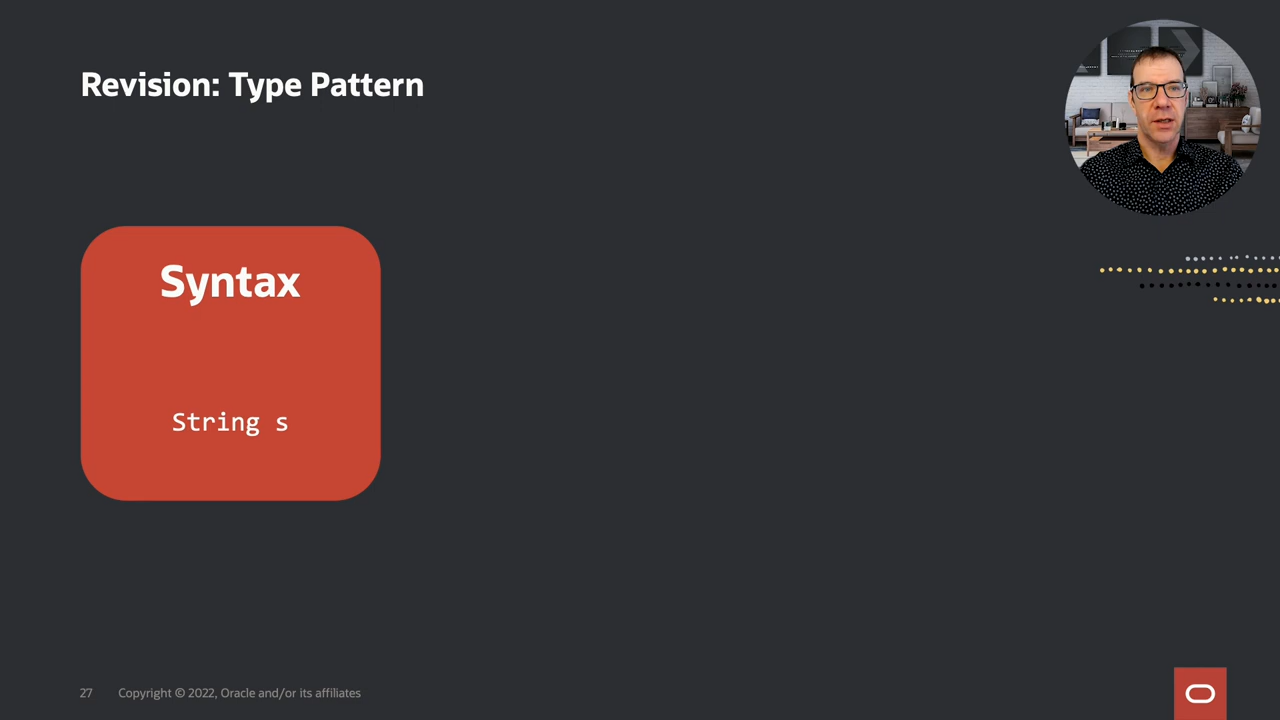 Revision: Type Pattern
Syntax
String s
27 Copyright © 2022, Oracle and/or its affiliates